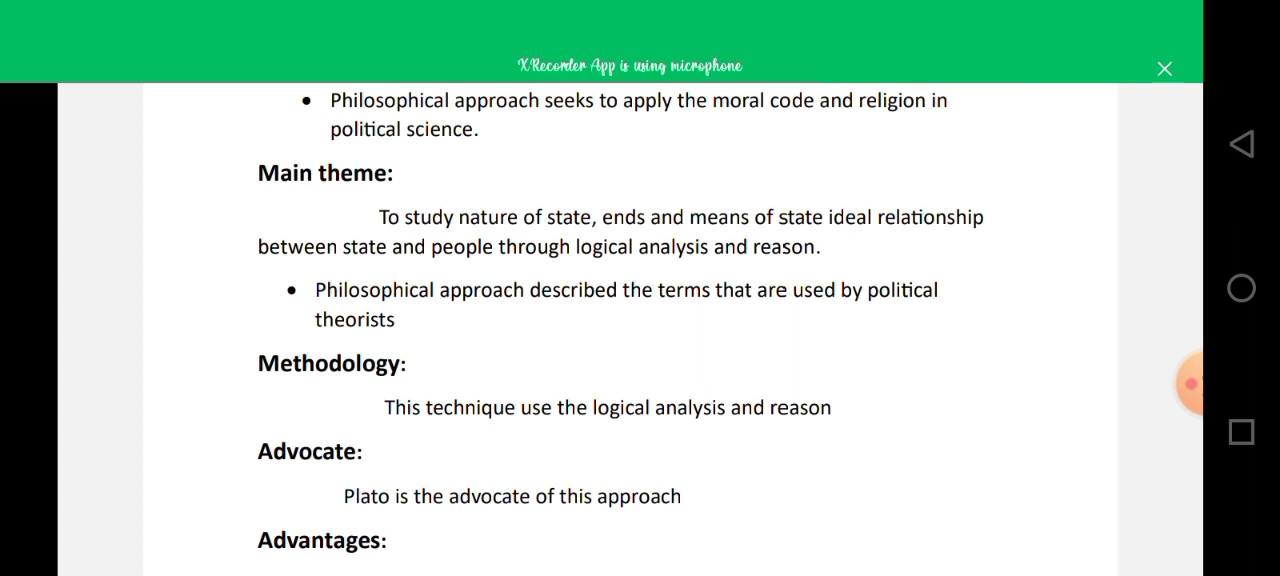 XRecorder App is using microphone
• Philosophical approach seeks to apply the moral code and religion in
political science.
Main theme:
To study nature of state, ends and means of state ideal relationship
between state and people through logical analysis and reason.
• Philosophical approach described the terms that are used by political
theorists
Methodology:
This technique use the logical analysis and reason
Advocate:
Plato is the advocate of this approach
Advantages: